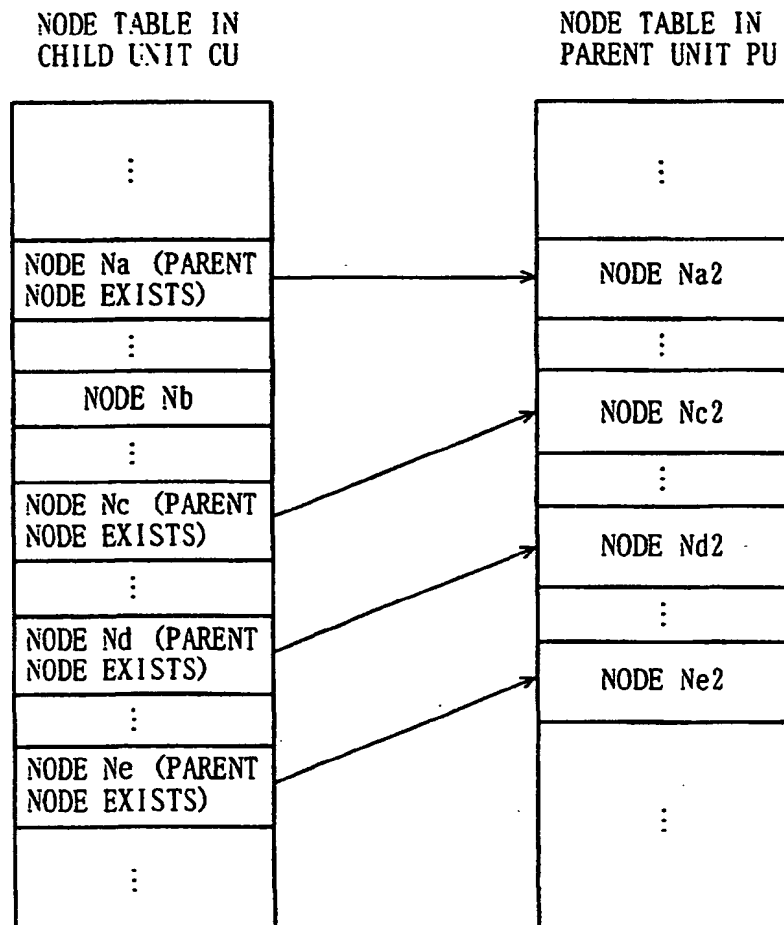 NODE TABLE IN
CHILD UNIT CU
NODE Na (PARENT
NODE EXISTS)
NODE Nb
NODE Nc (PARENT
NODE EXISTS)
NODE Nd (PARENT
NODE EXISTS)
NODE Ne (PARENT
NODE EXISTS)
NODE TABLE IN
PARENT UNIT PU
NODE Na2
NODE Nc2
NODE Nd2
NODE Ne2